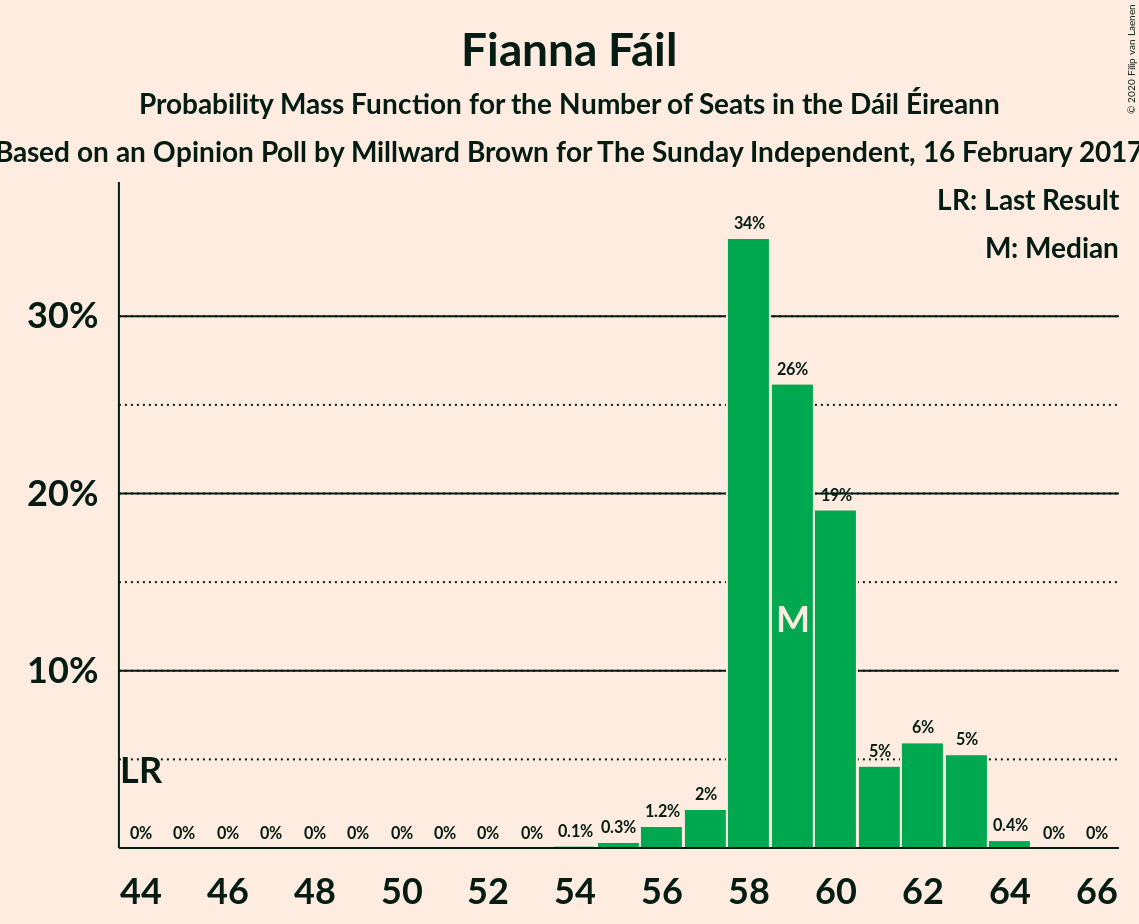 Fianna Fáil
Probability Mass Function for the Number of Seats in the Dáil Éireann
Based on an Opinion Poll by Millward Brown for The Sunday Independent, 16 February 2017
© 2020 Filip van Laenen
LR: Last Result
M: Median
30%
20%
10%
LR
M
0% 0% 0% 0% 0% 0% 0% 0% 0% 0% 0.1% 0.3% 1.2% 2% 34% 26% 19% 5% 6% 5% 0.4% 0% 0%
44 46 48 50 52 54 56 58 60 62 64 66